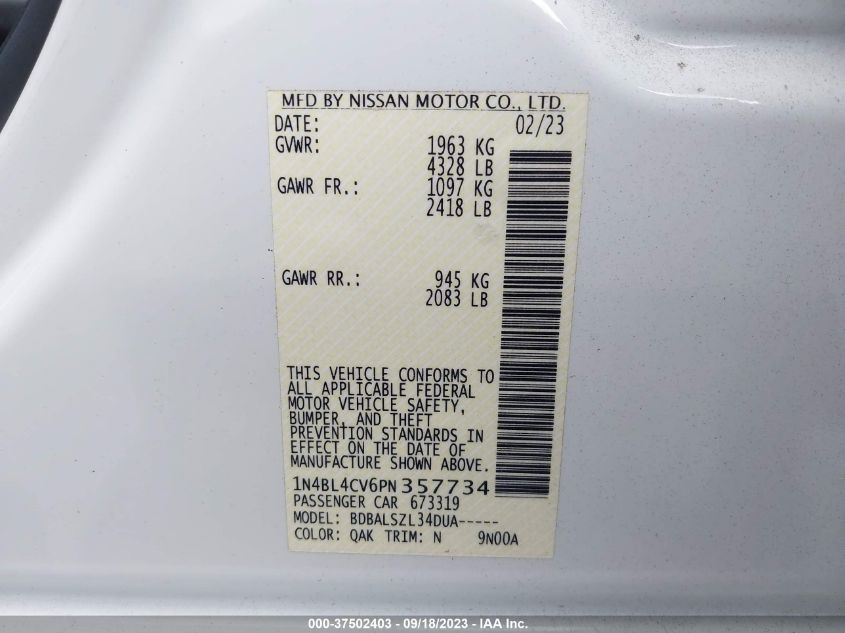 MFD BY NISSAN MOTOR CO., LTD.
DATE: 02/23
GVWR: 1963 KG
4328 LB
GAWR FR.: 1097 KG
2418 LB
GAWR RR.: 945 KG
2083 LB
THIS VEHICLE CONFORMS TO
ALL APPLICABLE FEDERAL
MOTOR VEHICLE SAFETY,
BUMPER, AND THEFT
PREVENTION STANDARDS IN
EFFECT ON THE DATE OF
MANUFACTURE SHOWN ABOVE.
1N4BL4CV6PN357734
PASSENGER CAR 673319
MODEL: BDBALSZL34DUA-----
COLOR: QAK TRIM: N 9N00A
000-37502403 - 09/18/2023 - IAA Inc.